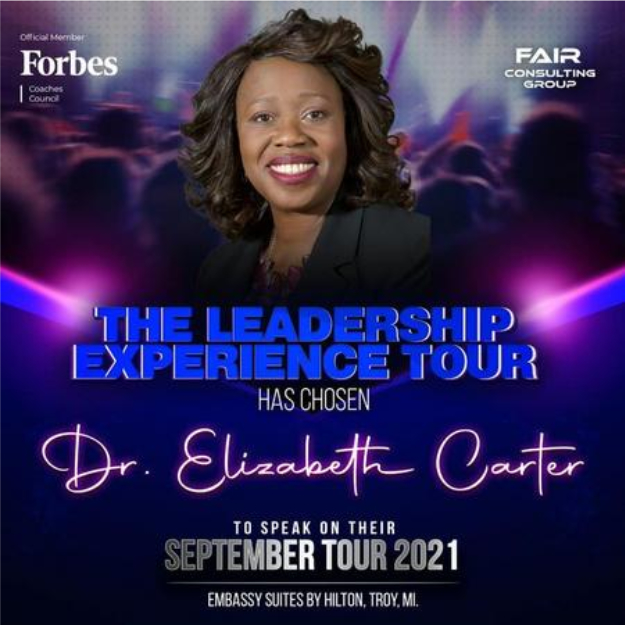 Official Member
Forbes
Coaches
Council
FAIR
CONSULTING
GROUP
THE LEADERSHIP
EXPERIENCE TOUR
HAS CHOSEN
Dr. Elizabeth Carter
TO SPEAK ON THEIR
SEPTEMBER TOUR 2021
EMBASSY SUITES BY HILTON, TROY, MI.